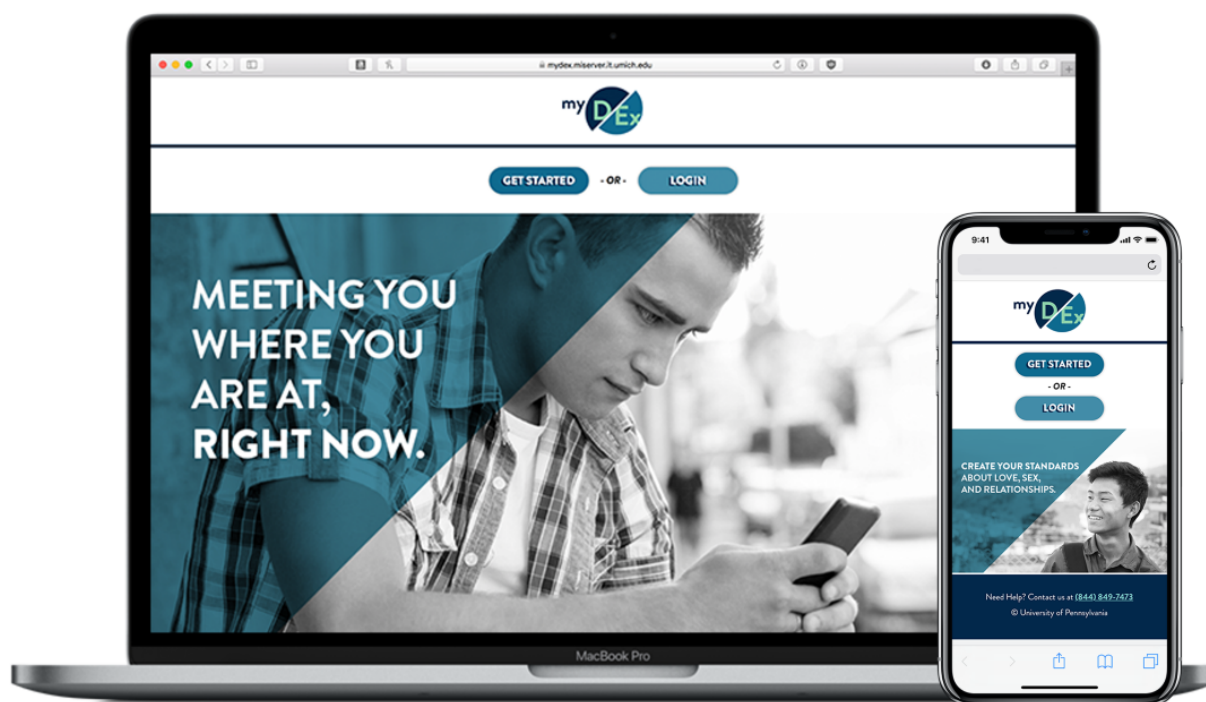 mydex.miserver.it.umich.edu
my DEx
GET STARTED - OR - LOGIN
MEETING YOU
WHERE YOU
ARE AT,
RIGHT NOW.
MacBook Pro
9:41
my DEx
GET STARTED
- OR -
LOGIN
CREATE YOUR STANDARDS
ABOUT LOVE, SEX,
AND RELATIONSHIPS.
Need Help? Contact us at (844) 849-7473
© University of Pennsylvania